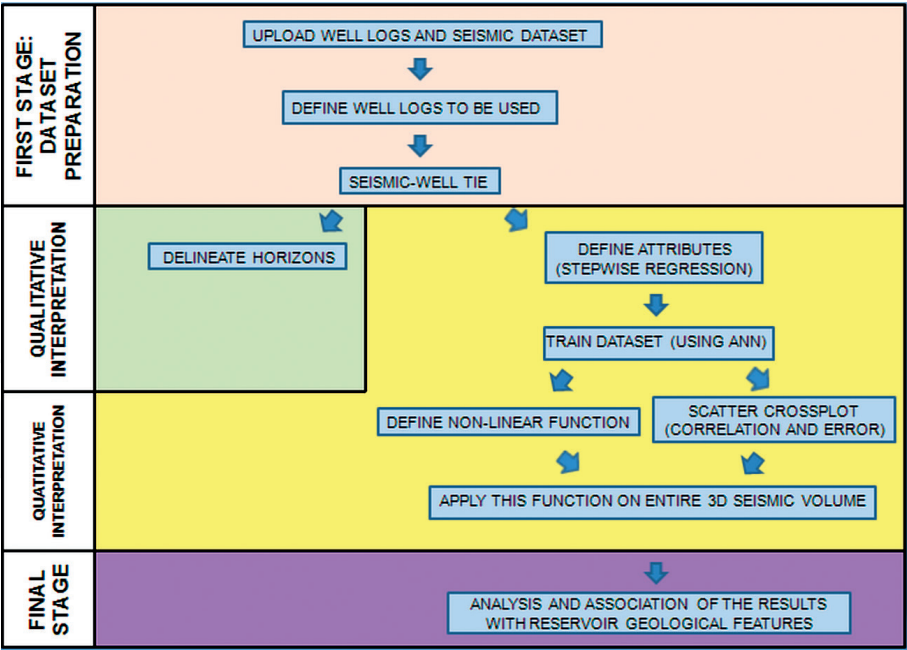 FIRST STAGE:
DATASET
PREPARATION
UPLOAD WELL LOGS AND SEISMIC DATASET
DEFINE WELL LOGS TO BE USED
SEISMIC-WELL TIE
QUALITATIVE
INTERPRETATION
DELINEATE HORIZONS
DEFINE ATTRIBUTES
(STEPWISE REGRESSION)
TRAIN DATASET (USING ANN)
QUATITATIVE
INTERPRETATION
DEFINE NON-LINEAR FUNCTION
SCATTER CROSSPLOT
(CORRELATION AND ERROR)
APPLY THIS FUNCTION ON ENTIRE 3D SEISMIC VOLUME
FINAL
STAGE
ANALYSIS AND ASSOCIATION OF THE RESULTS
WITH RESERVOIR GEOLOGICAL FEATURES